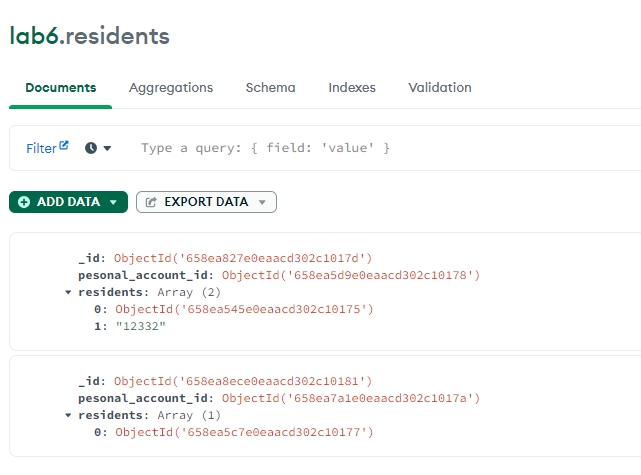 lab6.residents
Documents Aggregations Schema Indexes Validation
Filter Type a query: { field: 'value' }
ADD DATA EXPORT DATA
_id: ObjectId('658ea827e0eaacd302c1017d')
pesonal_account_id: ObjectId('658ea5d9e0eaacd302c10178')
residents: Array (2)
0: ObjectId('658ea545e0eaacd302c10175')
1: "12332"
_id: ObjectId('658ea8ece0eaacd302c10181')
pesonal_account_id: ObjectId('658ea7a1e0eaacd302c1017a')
residents: Array (1)
0: ObjectId('658ea5c7e0eaacd302c10177')